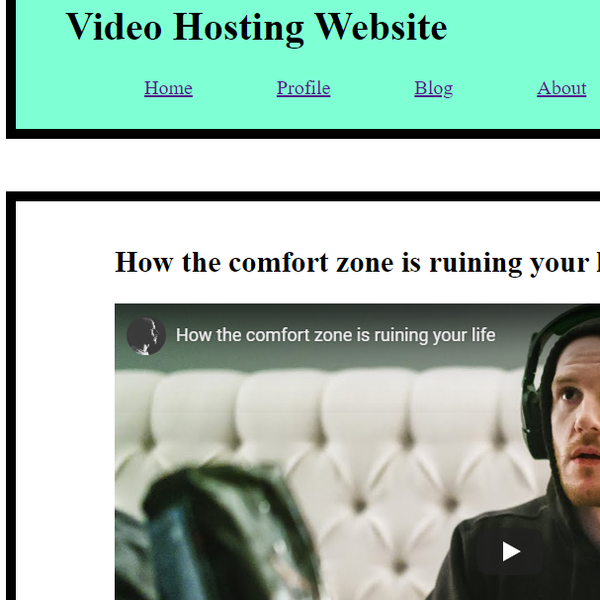 Video Hosting Website
Home Profile Blog About
How the comfort zone is ruining your
How the comfort zone is ruining your life